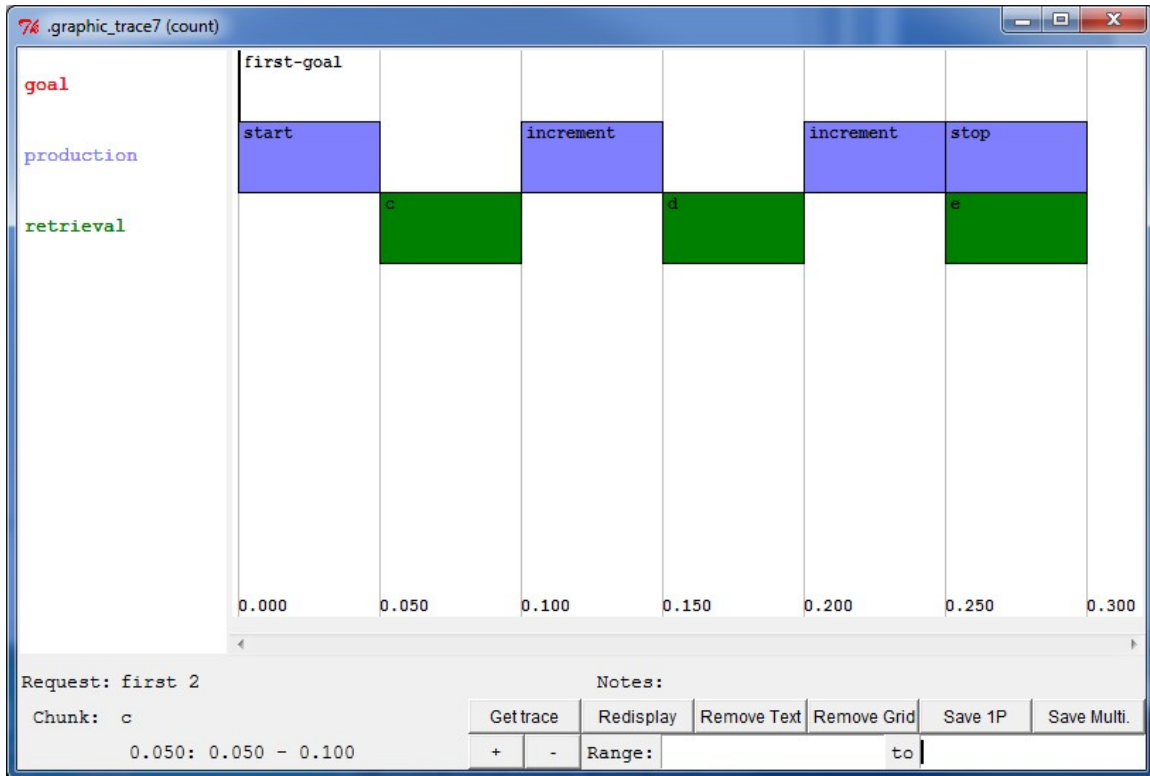 .graphic_trace7 (count)
goal
first-goal
production
start increment increment stop
retrieval
c d e
0.000 0.050 0.100 0.150 0.200 0.250 0.300
Request: first 2 Notes:
Chunk: c Get trace Redisplay Remove Text Remove Grid Save 1P Save Multi.
0.050: 0.050 - 0.100 + - Range: to